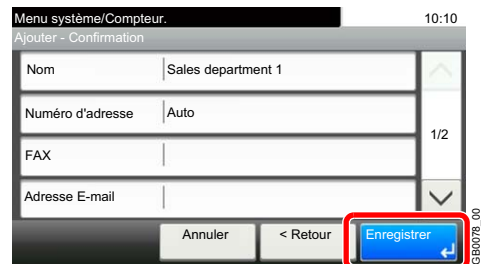 Menu système/Compteur.
10:10
Ajouter - Confirmation
Nom
Sales department 1
Numéro d'adresse
Auto
1/2
FAX
Adresse E-mail
Annuler
< Retour
Enregistrer
GB0078_00